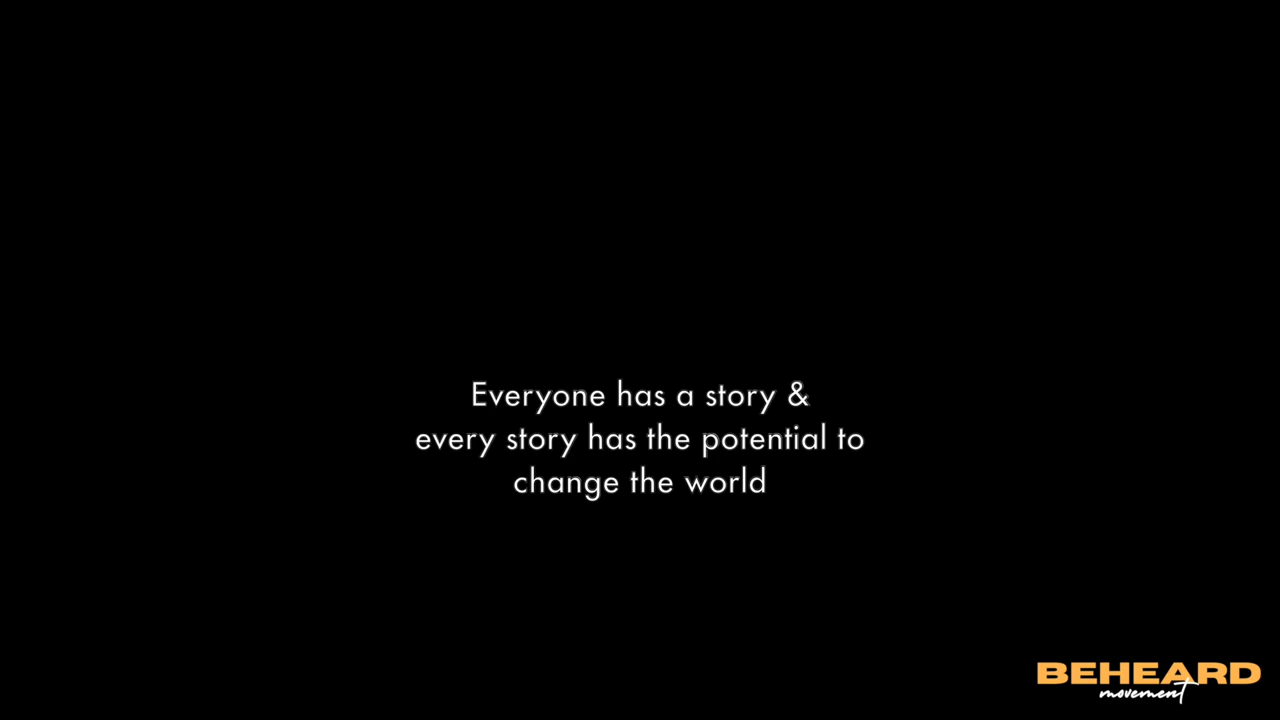 Everyone has a story &
every story has the potential to
change the world
BEHEARD
movement